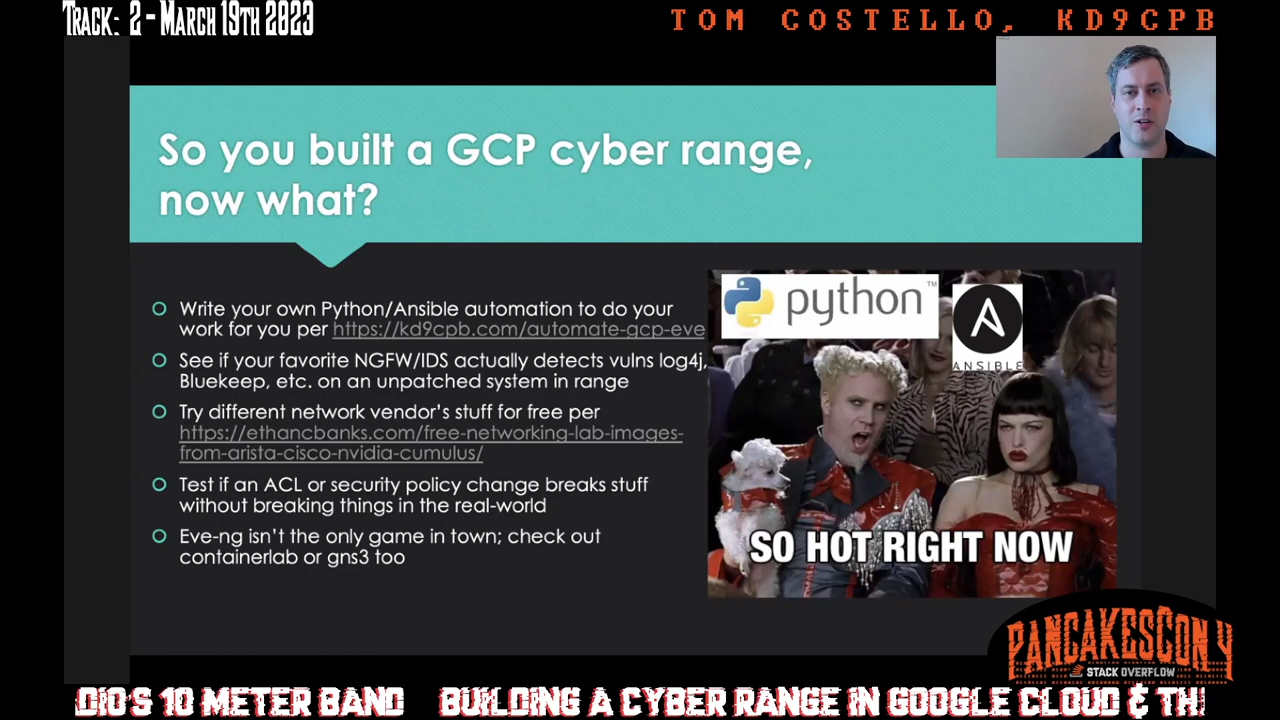 TRACK: 2 - MARCH 19TH 2023
TOM COSTELLO, KD9CPB
So you built a GCP cyber range,
now what?
Write your own Python/Ansible automation to do your
work for you per https://kd9cpb.com/automate-gcp-eve
See if your favorite NGFW/IDS actually detects vulns log4j,
Bluekeep, etc. on an unpatched system in range
Try different network vendor's stuff for free per
https://ethancbanks.com/free-networking-lab-images-
from-arista-cisco-nvidia-cumulus/
Test if an ACL or security policy change breaks stuff
without breaking things in the real-world
Eve-ng isn't the only game in town; check out
containerlab or gns3 too
python™
ANSIBLE
SO HOT RIGHT NOW
PANCAKESCON 4
STACK OVERFLOW
DIO'S 10 METER BAND BUILDING A CYBER RANGE IN GOOGLE CLOUD & TH